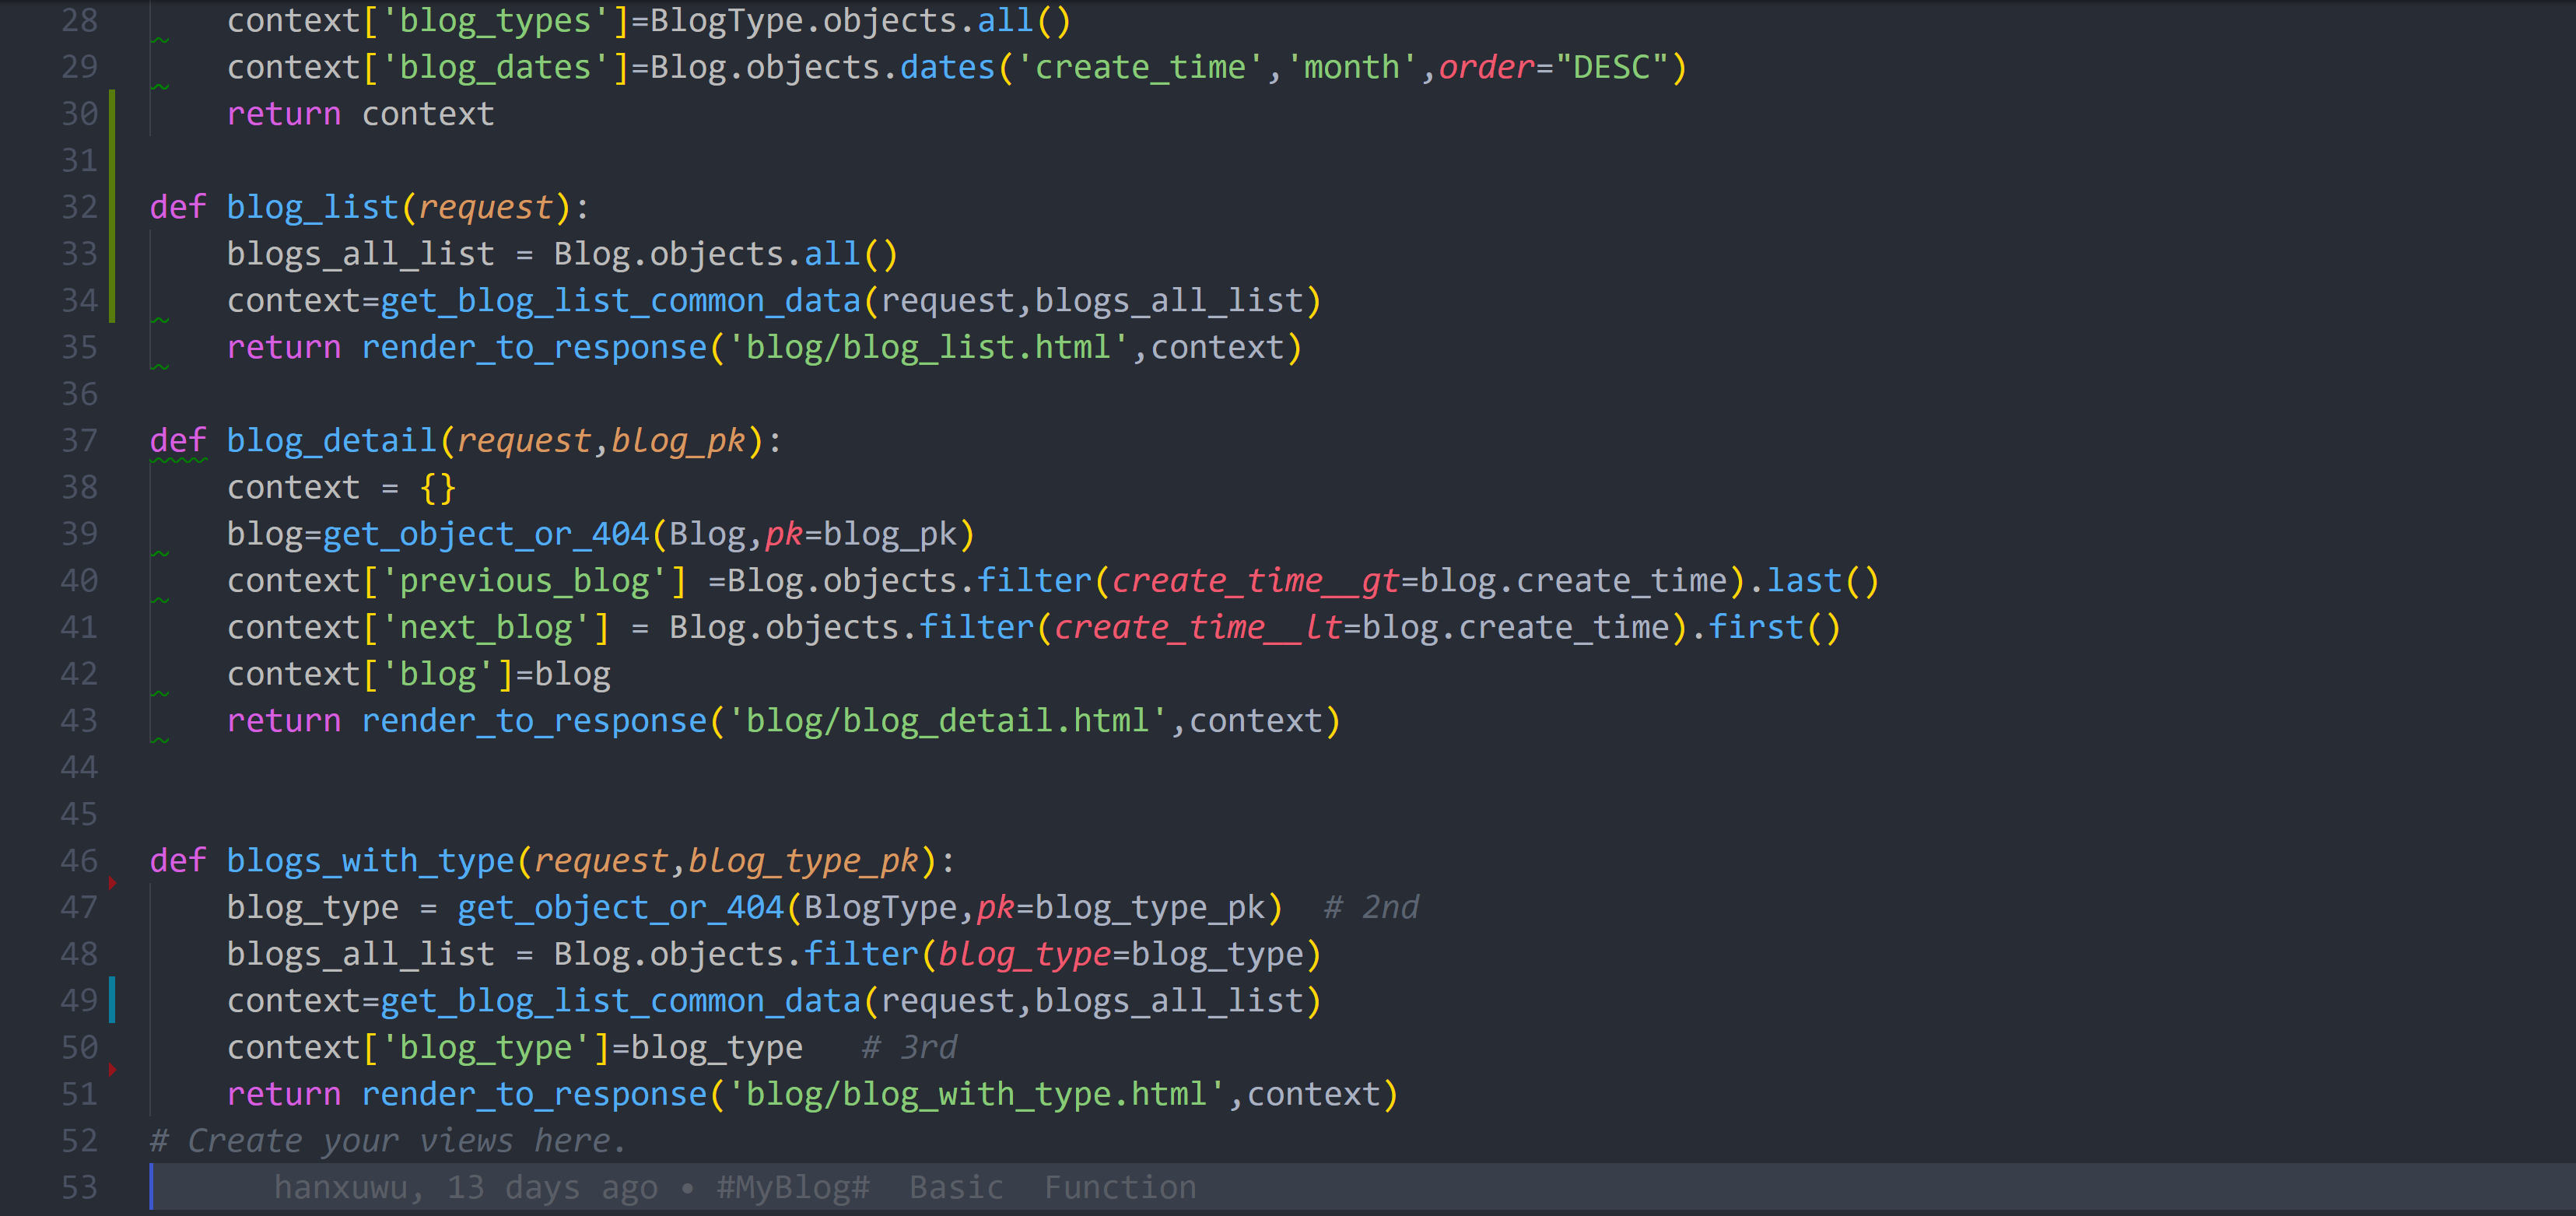 28 context['blog_types']=BlogType.objects.all()
29 context['blog_dates']=Blog.objects.dates('create_time','month',order="DESC")
30 return context
31
32 def blog_list(request):
33 blogs_all_list = Blog.objects.all()
34 context=get_blog_list_common_data(request,blogs_all_list)
35 return render_to_response('blog/blog_list.html',context)
36
37 def blog_detail(request,blog_pk):
38 context = {}
39 blog=get_object_or_404(Blog,pk=blog_pk)
40 context['previous_blog'] =Blog.objects.filter(create_time__gt=blog.create_time).last()
41 context['next_blog'] = Blog.objects.filter(create_time__lt=blog.create_time).first()
42 context['blog']=blog
43 return render_to_response('blog/blog_detail.html',context)
44
45
46 def blogs_with_type(request,blog_type_pk):
47 blog_type = get_object_or_404(BlogType,pk=blog_type_pk)  # 2nd
48 blogs_all_list = Blog.objects.filter(blog_type=blog_type)
49 context=get_blog_list_common_data(request,blogs_all_list)
50 context['blog_type']=blog_type   # 3rd
51 return render_to_response('blog/blog_with_type.html',context)
52 # Create your views here.
53 hanxuwu, 13 days ago • #MyBlog#  Basic  Function